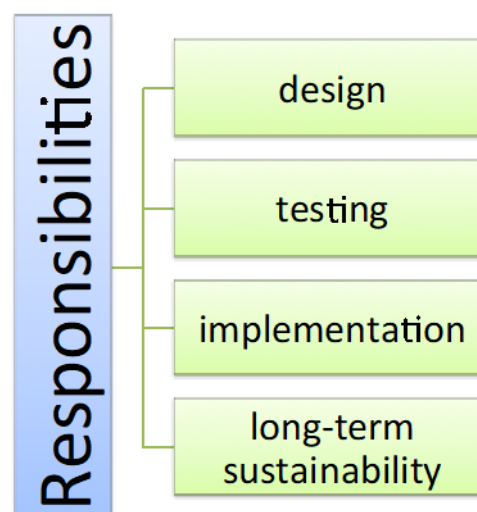 Responsibilities
design
testing
implementation
long-term
sustainability